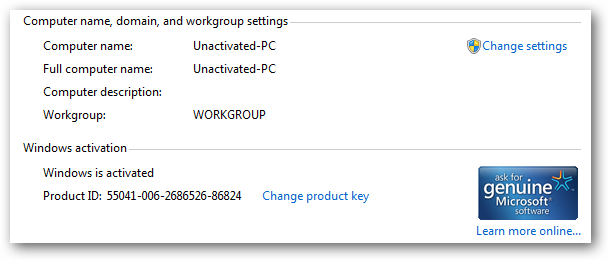 Computer name, domain, and workgroup settings
Computer name: Unactivated-PC Change settings
Full computer name: Unactivated-PC
Computer description:
Workgroup: WORKGROUP
Windows activation
Windows is activated
Product ID: 55041-006-2686526-86824 Change product key
ask for
genuine
Microsoft
software
Learn more online...